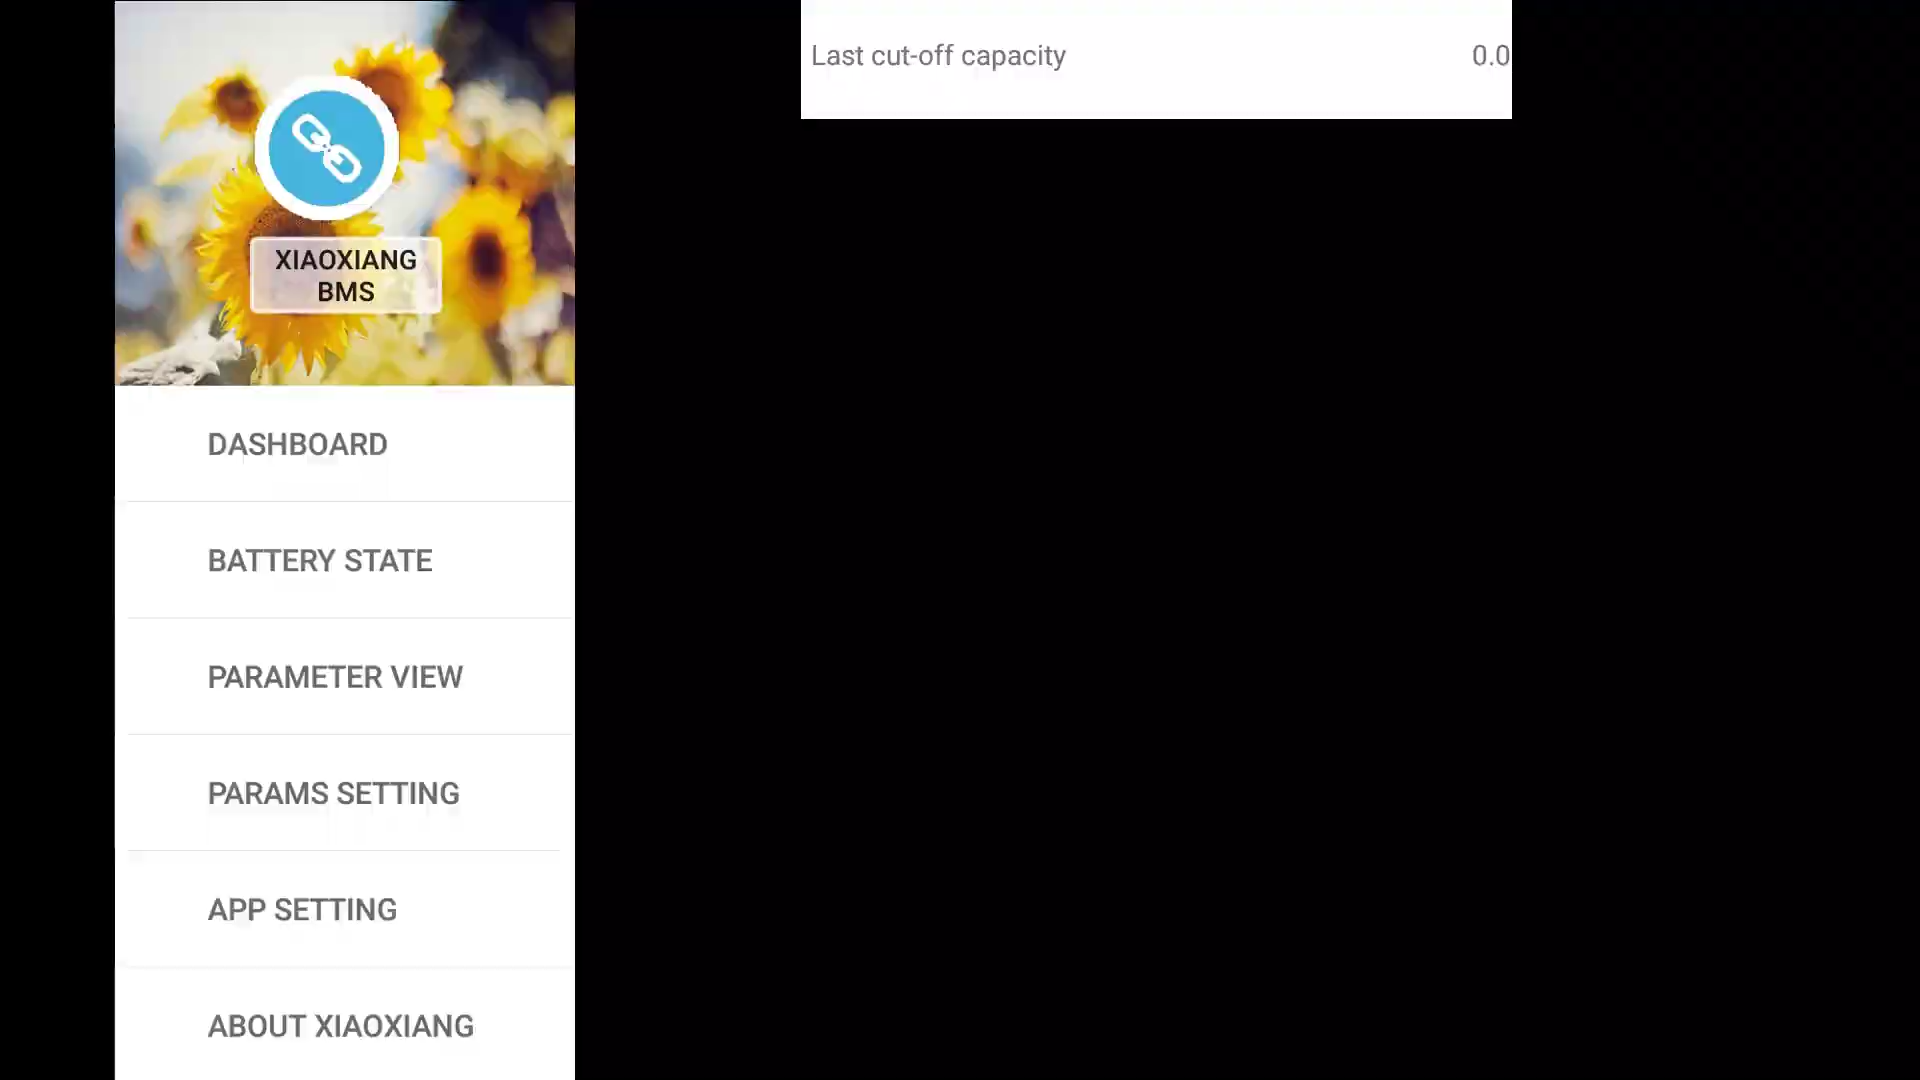 XIAOXIANG
BMS
DASHBOARD
BATTERY STATE
PARAMETER VIEW
PARAMS SETTING
APP SETTING
ABOUT XIAOXIANG
Last cut-off capacity 0.0